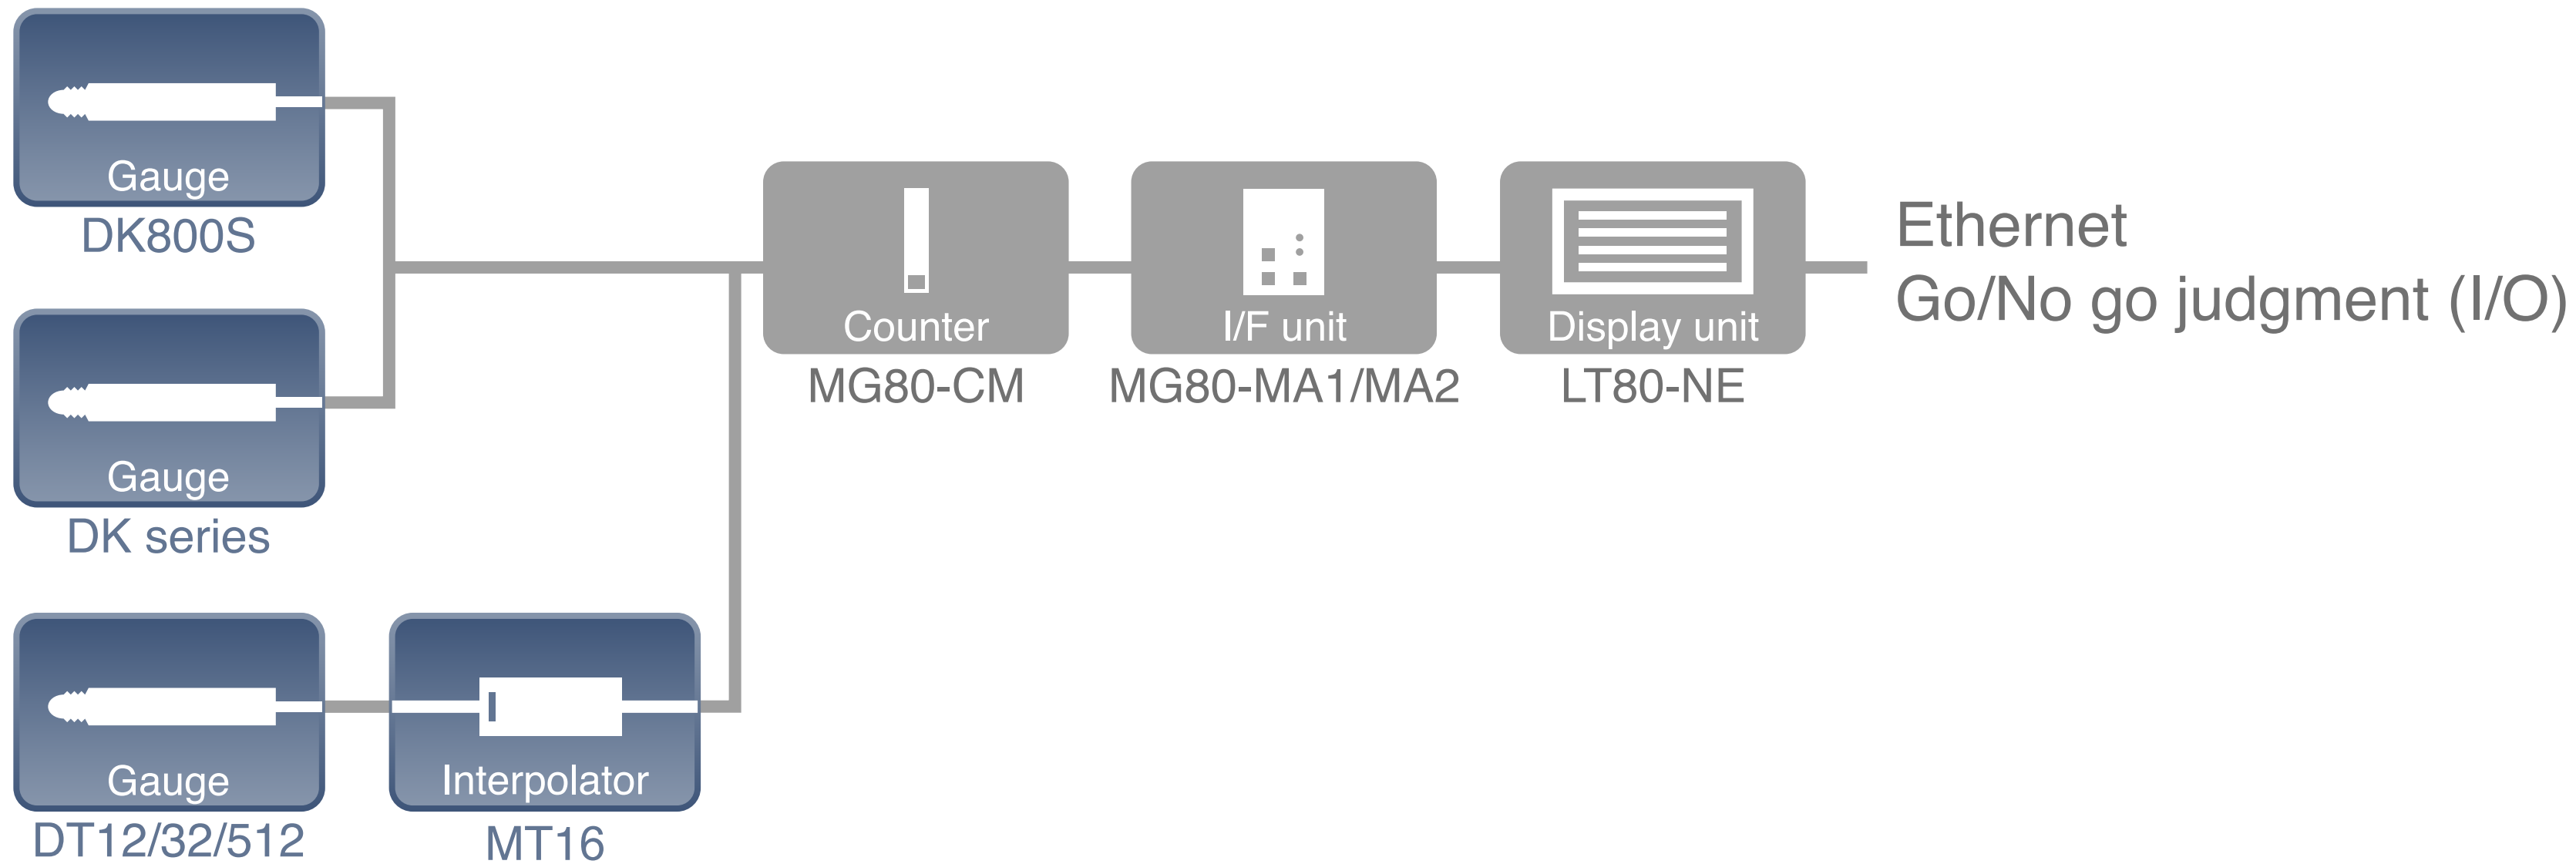 Gauge
DK800S
Gauge
DK series
Gauge
DT12/32/512
Interpolator
MT16
Counter
MG80-CM
I/F unit
MG80-MA1/MA2
Display unit
LT80-NE
Ethernet
Go/No go judgment (I/O)